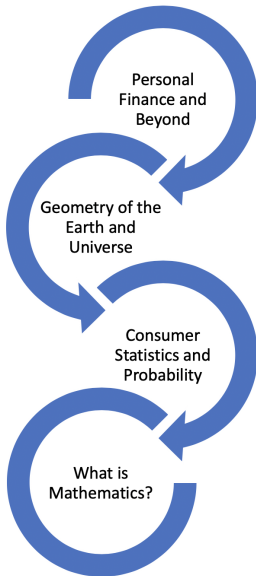 Personal
Finance and
Beyond
Geometry of the
Earth and
Universe
Consumer
Statistics and
Probability
What is
Mathematics?